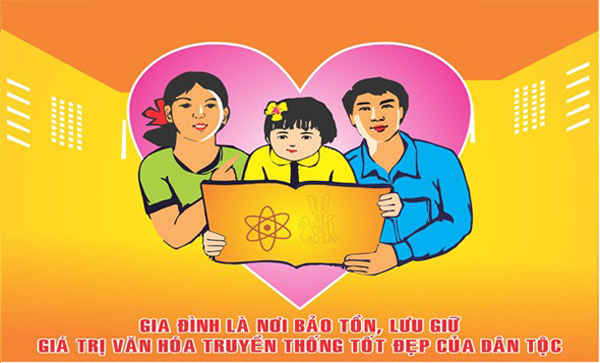 GIA ĐÌNH LÀ NƠI BẢO TỒN, LƯU GIỮ
GIÁ TRỊ VĂN HÓA TRUYỀN THỐNG TỐT ĐẸP CỦA DÂN TỘC